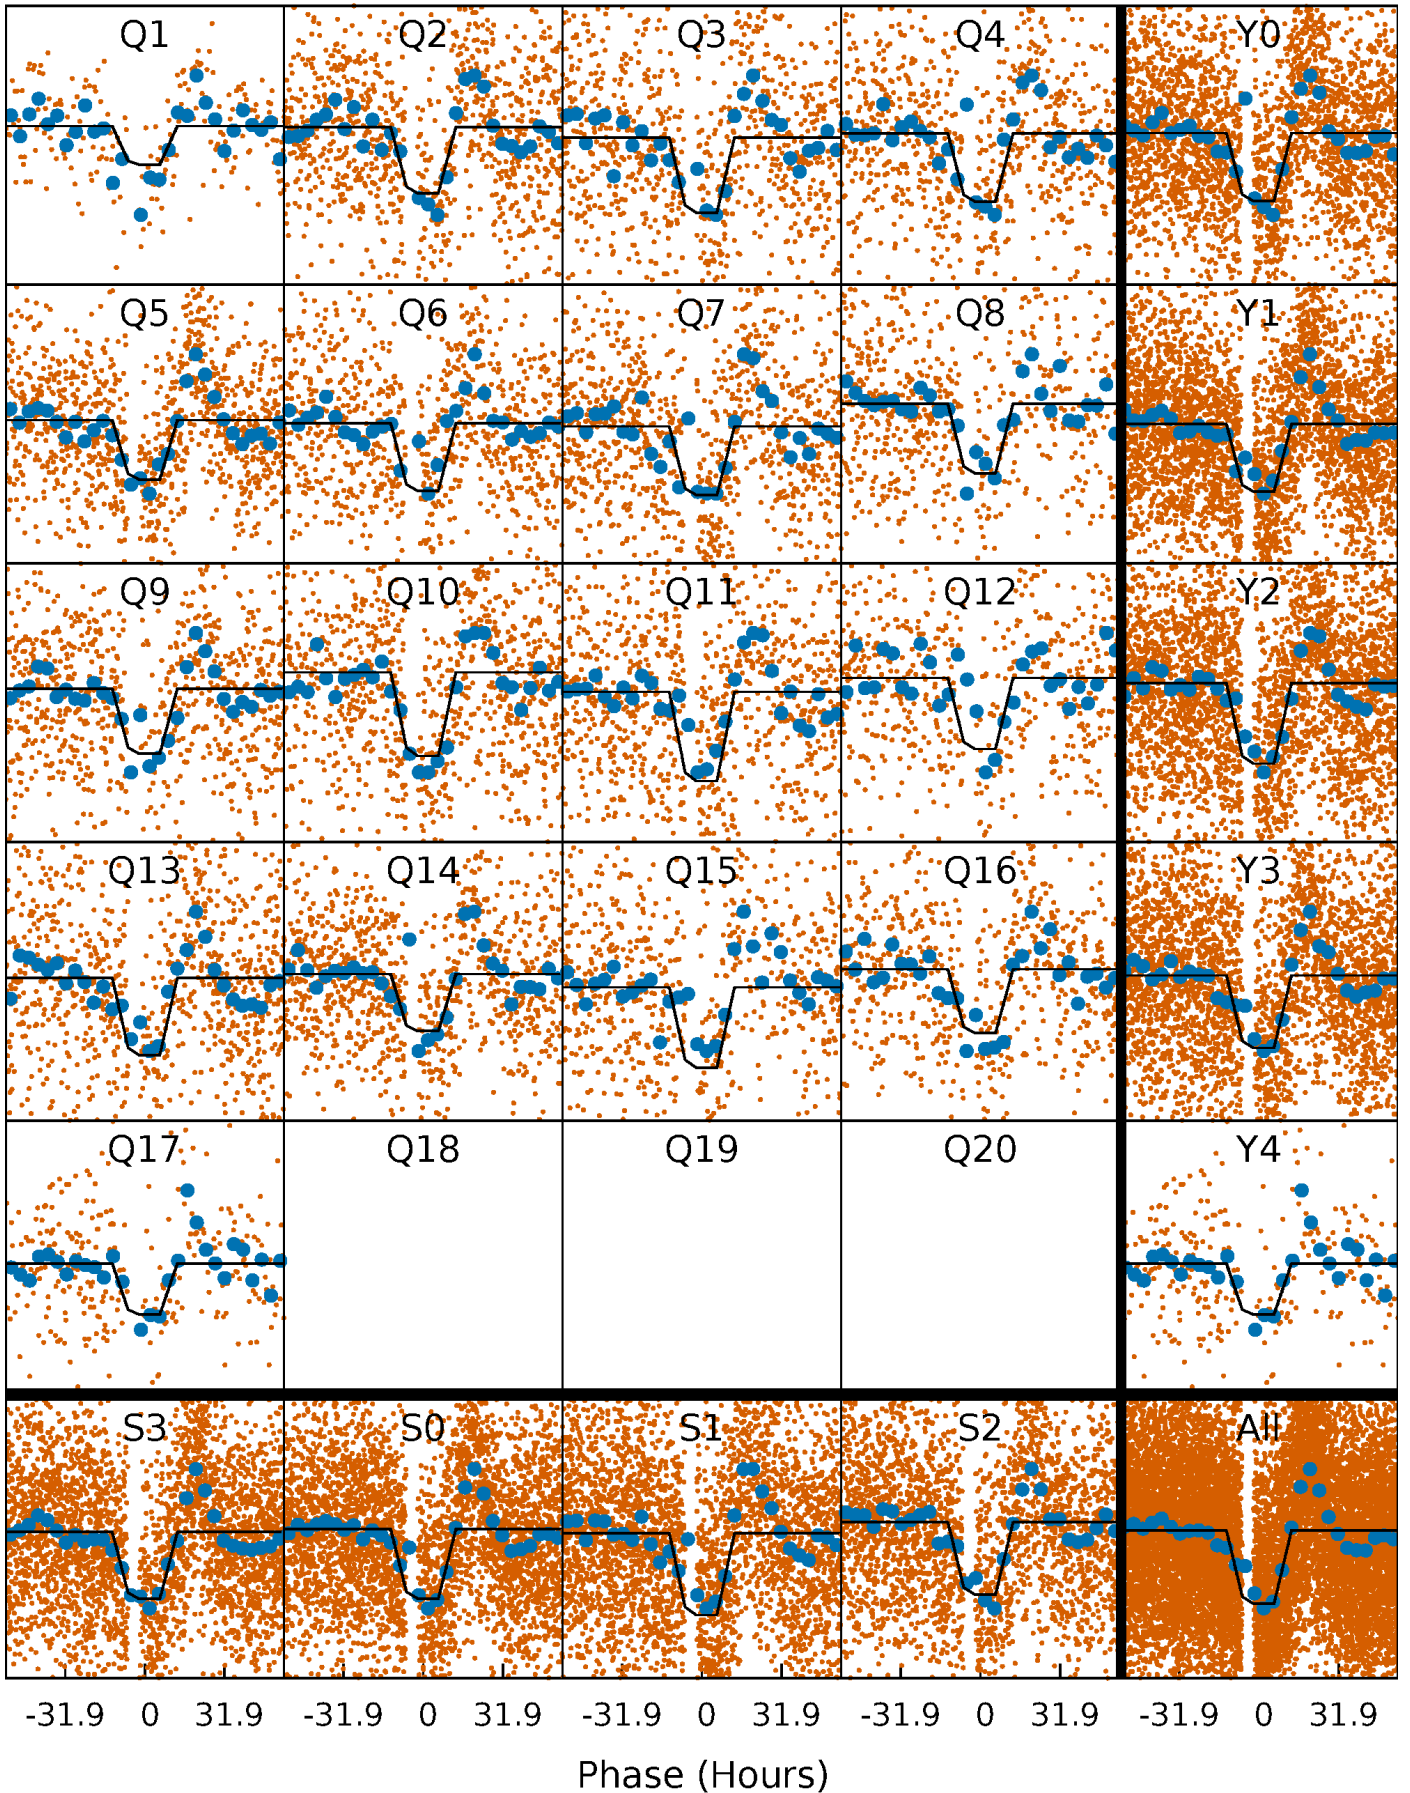 Q1 Q2 Q3 Q4 Y0
Q5 Q6 Q7 Q8 Y1
Q9 Q10 Q11 Q12 Y2
Q13 Q14 Q15 Q16 Y3
Q17 Q18 Q19 Q20 Y4
S3 S0 S1 S2 All
-31.9 0 31.9 -31.9 0 31.9 -31.9 0 31.9 -31.9 0 31.9 -31.9 0 31.9
Phase (Hours)